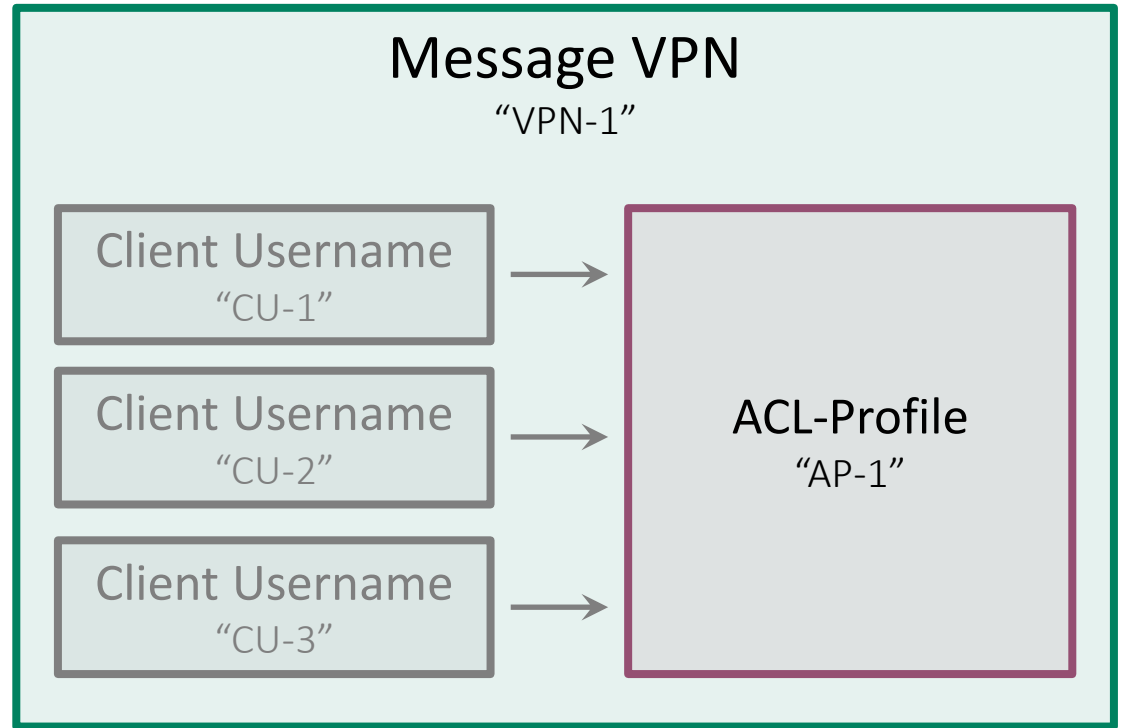 Message VPN
“VPN-1”
Client Username
“CU-1”
Client Username
“CU-2”
Client Username
“CU-3”
ACL-Profile
“AP-1”